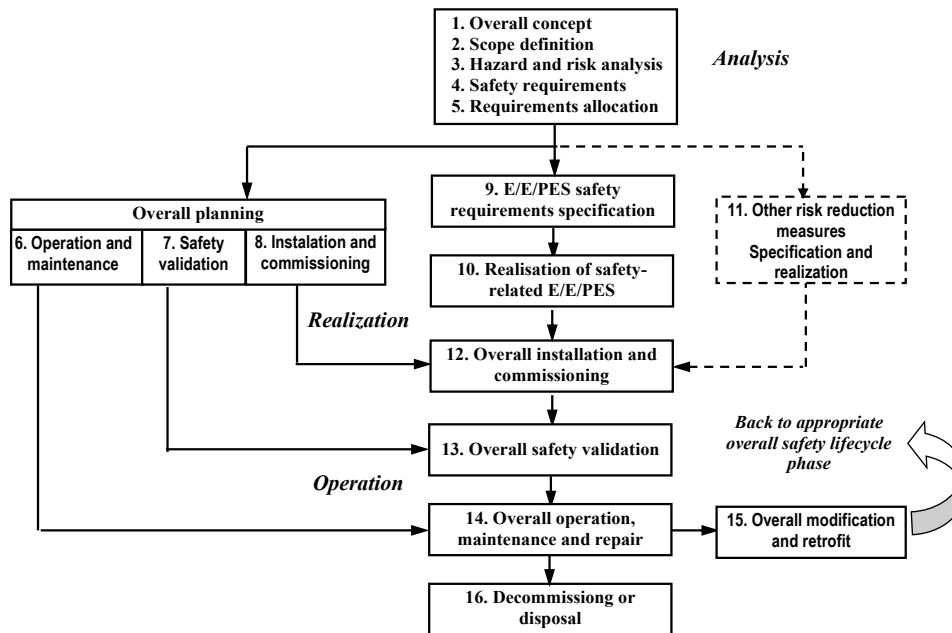 1. Overall concept
2. Scope definition
3. Hazard and risk analysis
4. Safety requirements
5. Requirements allocation
Analysis
9. E/E/PES safety
requirements specification
11. Other risk reduction
measures
Specification and
realization
Overall planning
6. Operation and
maintenance
7. Safety
validation
8. Instalation and
commissioning
10. Realisation of safety-
related E/E/PES
Realization
12. Overall installation and
commissioning
Back to appropriate
overall safety lifecycle
phase
13. Overall safety validation
Operation
14. Overall operation,
maintenance and repair
15. Overall modification
and retrofit
16. Decommissiong or
disposal